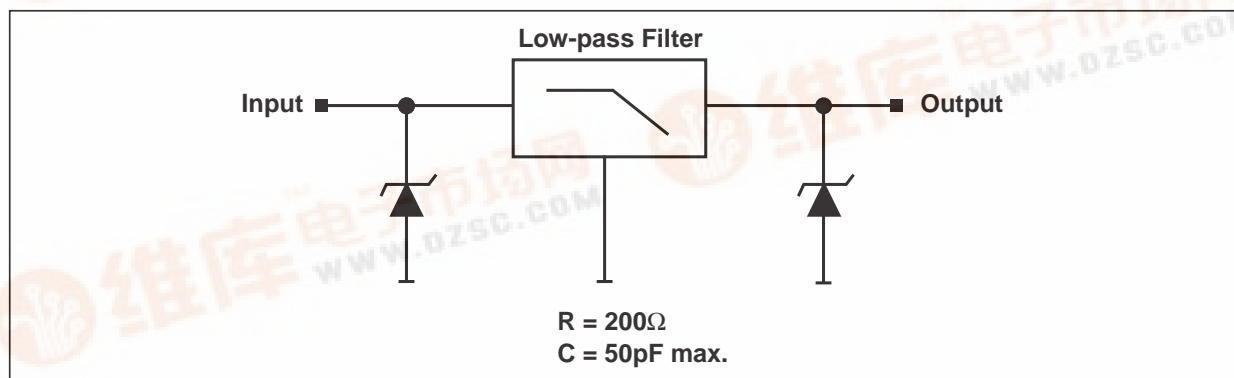 Low-pass Filter
Input
Output
R = 200Ω
C = 50pF max.
维库电子市场网
WWW.DZSC.COM
维库电子市场网
WWW.DZSC.COM